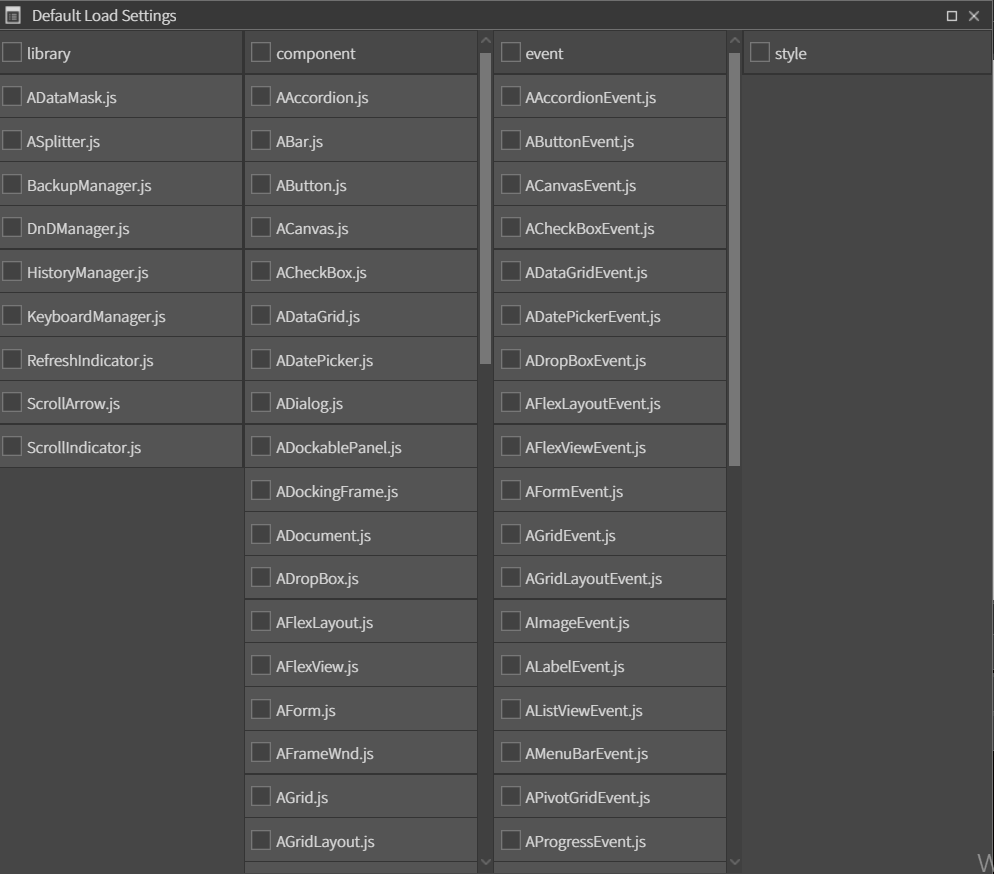 Default Load Settings
library
ADataMask.js
ASplitter.js
BackupManager.js
DnDManager.js
HistoryManager.js
KeyboardManager.js
RefreshIndicator.js
ScrollArrow.js
ScrollIndicator.js
component
AAccordion.js
ABar.js
AButton.js
ACanvas.js
ACheckBox.js
ADataGrid.js
ADatePicker.js
ADialog.js
ADockablePanel.js
ADockingFrame.js
ADocument.js
ADropBox.js
AFlexLayout.js
AFlexView.js
AForm.js
AFrameWnd.js
AGrid.js
AGridLayout.js
event
AAccordionEvent.js
AButtonEvent.js
ACanvasEvent.js
ACheckBoxEvent.js
ADataGridEvent.js
ADatePickerEvent.js
ADropBoxEvent.js
AFlexLayoutEvent.js
AFlexViewEvent.js
AFormEvent.js
AGridEvent.js
AGridLayoutEvent.js
AImageEvent.js
ALabelEvent.js
AListViewEvent.js
AMenuBarEvent.js
APivotGridEvent.js
AProgressEvent.js
style